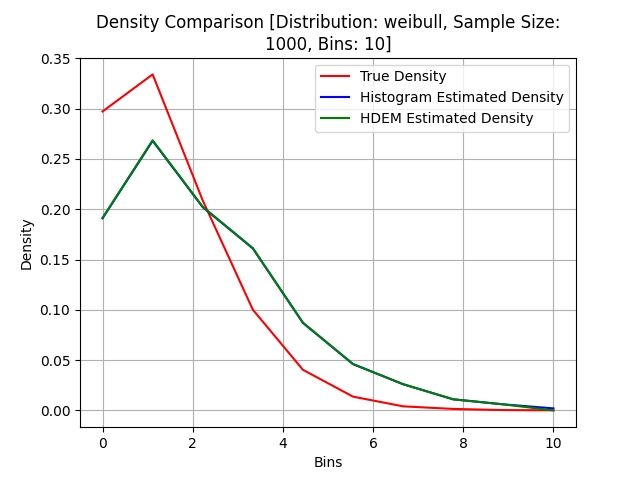 Density Comparison [Distribution: weibull, Sample Size:
1000, Bins: 10]
True Density
Histogram Estimated Density
HDEM Estimated Density
Density
0.35
0.30
0.25
0.20
0.15
0.10
0.05
0.00
0 2 4 6 8 10
Bins